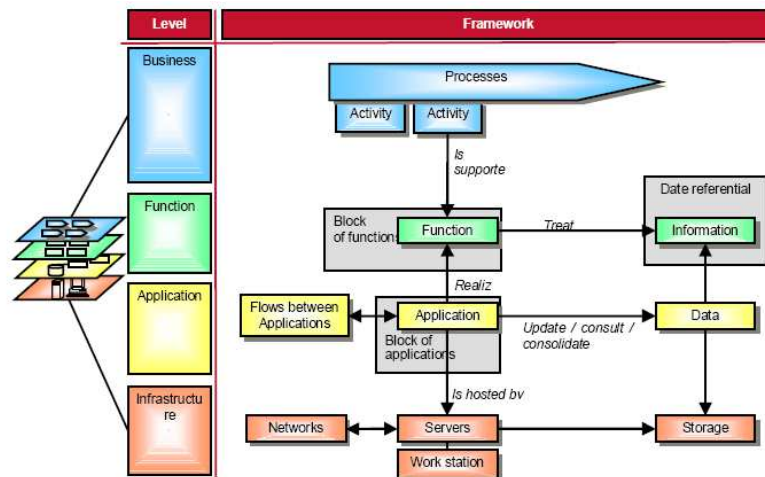 Level
Framework
Business
Processes
Activity
Activity
Is
supporte
Function
Date referential
Block
of functions
Function
Treat
Information
Realiz
Application
Flows between
Applications
Application
Data
Update / consult /
consolidate
Block of
applications
Infrastructu
re
Is hosted by
Networks
Servers
Storage
Work station